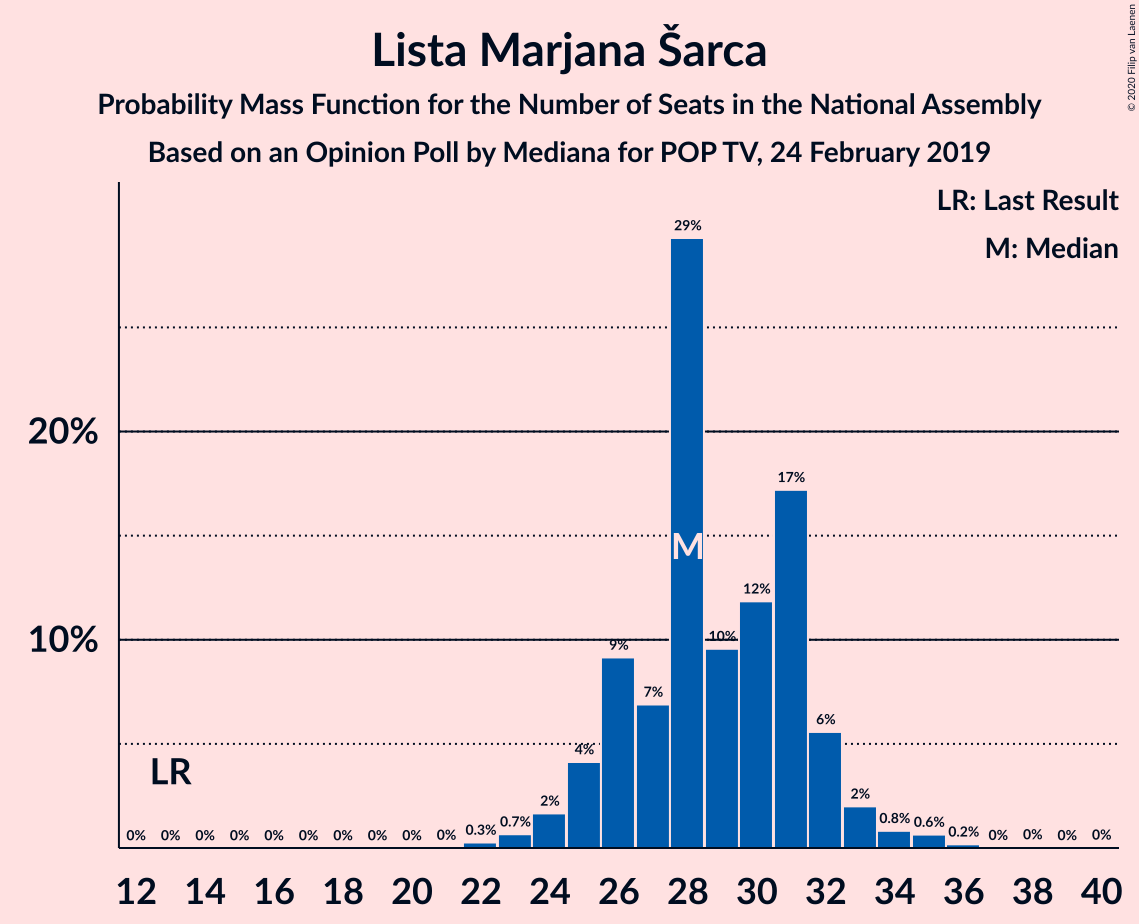 Lista Marjana Šarca
Probability Mass Function for the Number of Seats in the National Assembly
Based on an Opinion Poll by Mediana for POP TV, 24 February 2019
© 2020 Filip van Laenen
LR: Last Result
M: Median
20%
10%
LR
M
0% 0% 0% 0% 0% 0% 0% 0% 0% 0% 0.3% 0.7% 2% 4% 9% 7% 29% 10% 12% 17% 6% 2% 0.8% 0.6% 0.2% 0% 0% 0% 0%
12 14 16 18 20 22 24 26 28 30 32 34 36 38 40